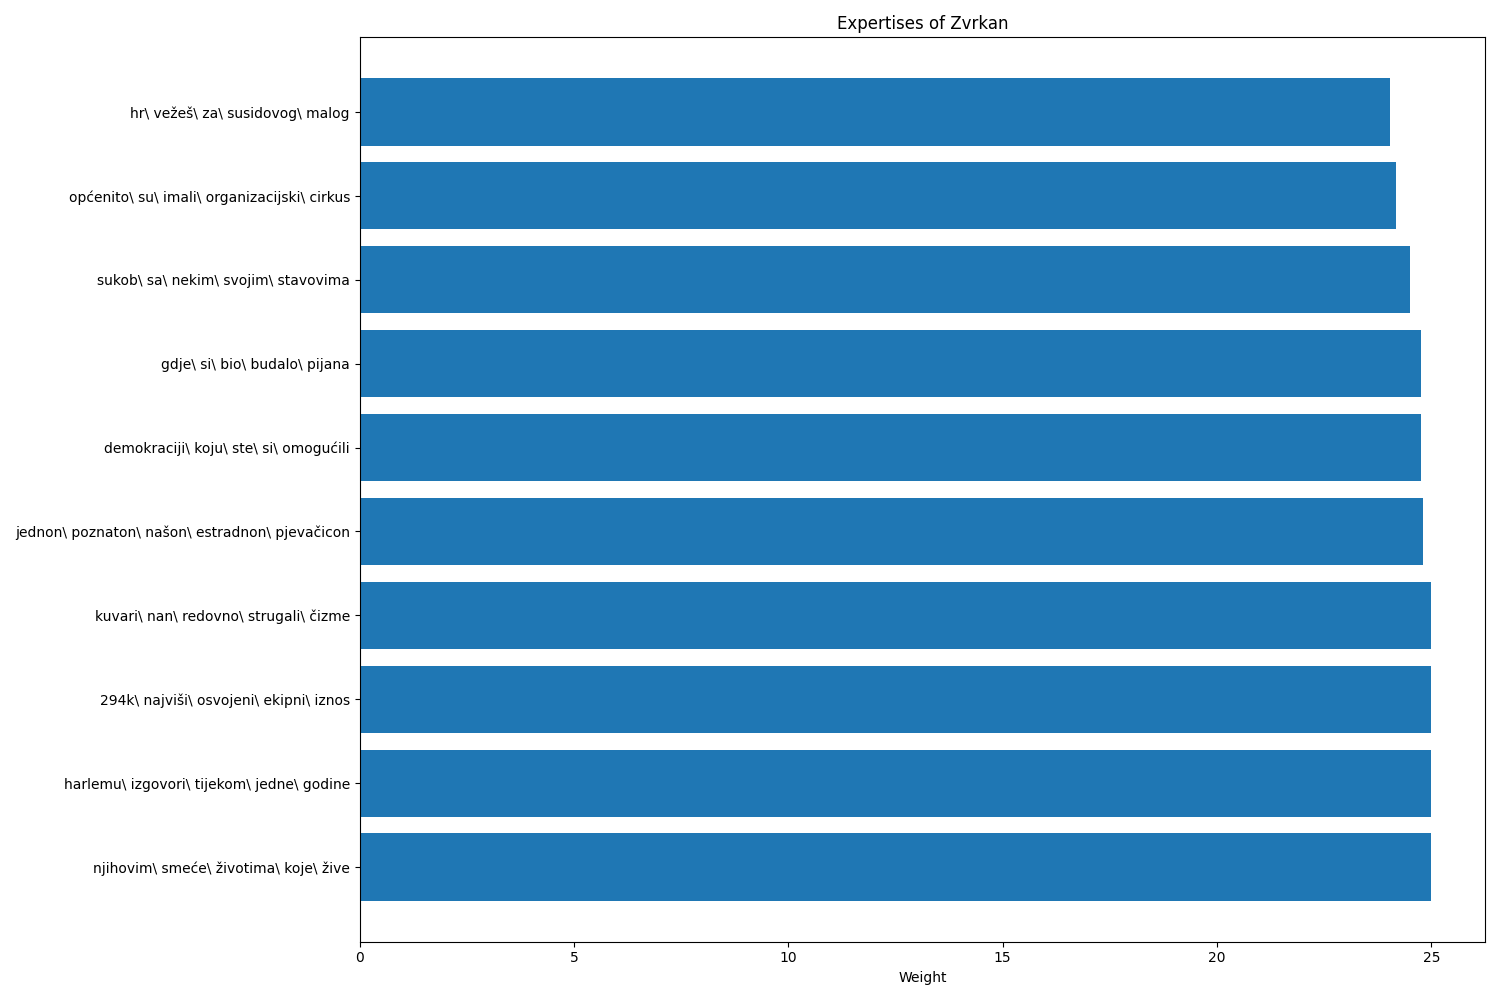 Expertises of Zvrkan
hr\ vežeš\ za\ susidovog\ malog
općenito\ su\ imali\ organizacijski\ cirkus
sukob\ sa\ nekim\ svojim\ stavovima
gdje\ si\ bio\ budalo\ pijana
demokraciji\ koju\ ste\ si\ omogućili
jednon\ poznaton\ našon\ estradnon\ pjevačicon
kuvari\ nan\ redovno\ strugali\ čizme
294k\ najviši\ osvojeni\ ekipni\ iznos
harlemu\ izgovori\ tijekom\ jedne\ godine
njihovim\ smeće\ životima\ koje\ žive
0 5 10 15 20 25
Weight